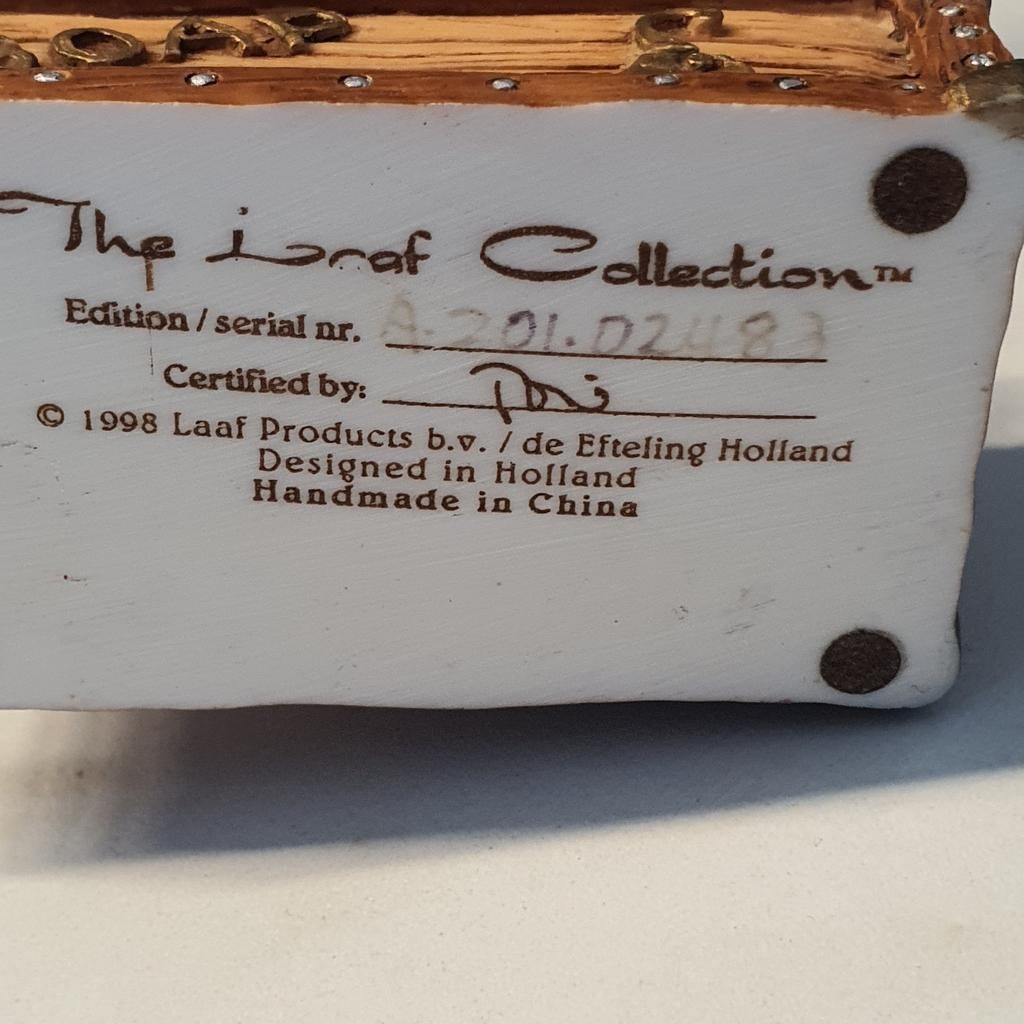 The Laaf Collection™
Edition / serial nr. A-201.02483
Certified by:
© 1998 Laaf Products b.v. / de Efteling Holland
Designed in Holland
Handmade in China